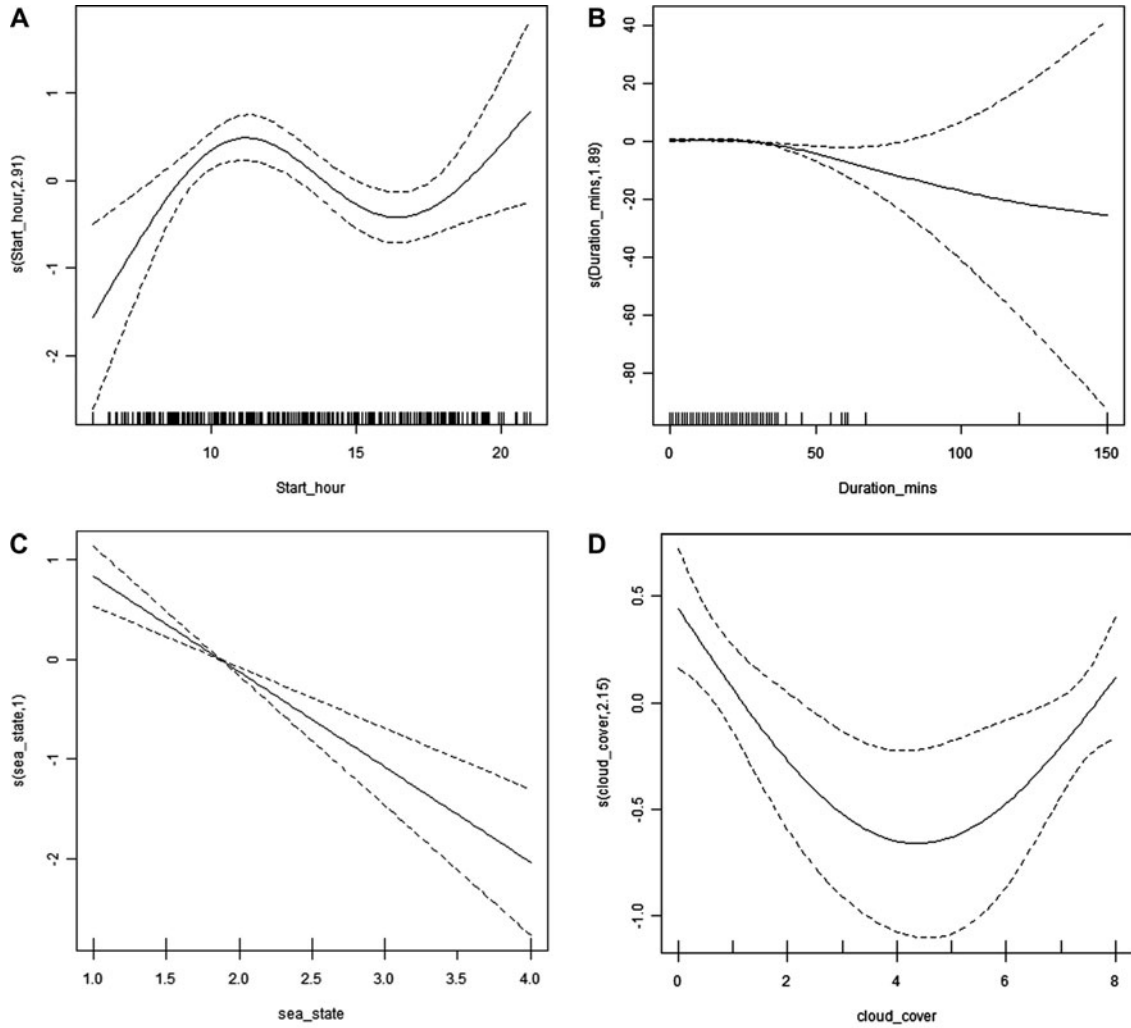 A
s(Start_hour,2.91)
1
0
-1
-2
10 15 20
Start_hour
B
s(Duration_mins,1.89)
40
20
0
-20
-40
-60
-80
0 50 100 150
Duration_mins
C
s(sea_state,1)
1
0
-1
-2
1.0 1.5 2.0 2.5 3.0 3.5 4.0
sea_state
D
s(cloud_cover,2.15)
0.5
0.0
-0.5
-1.0
0 2 4 6 8
cloud_cover